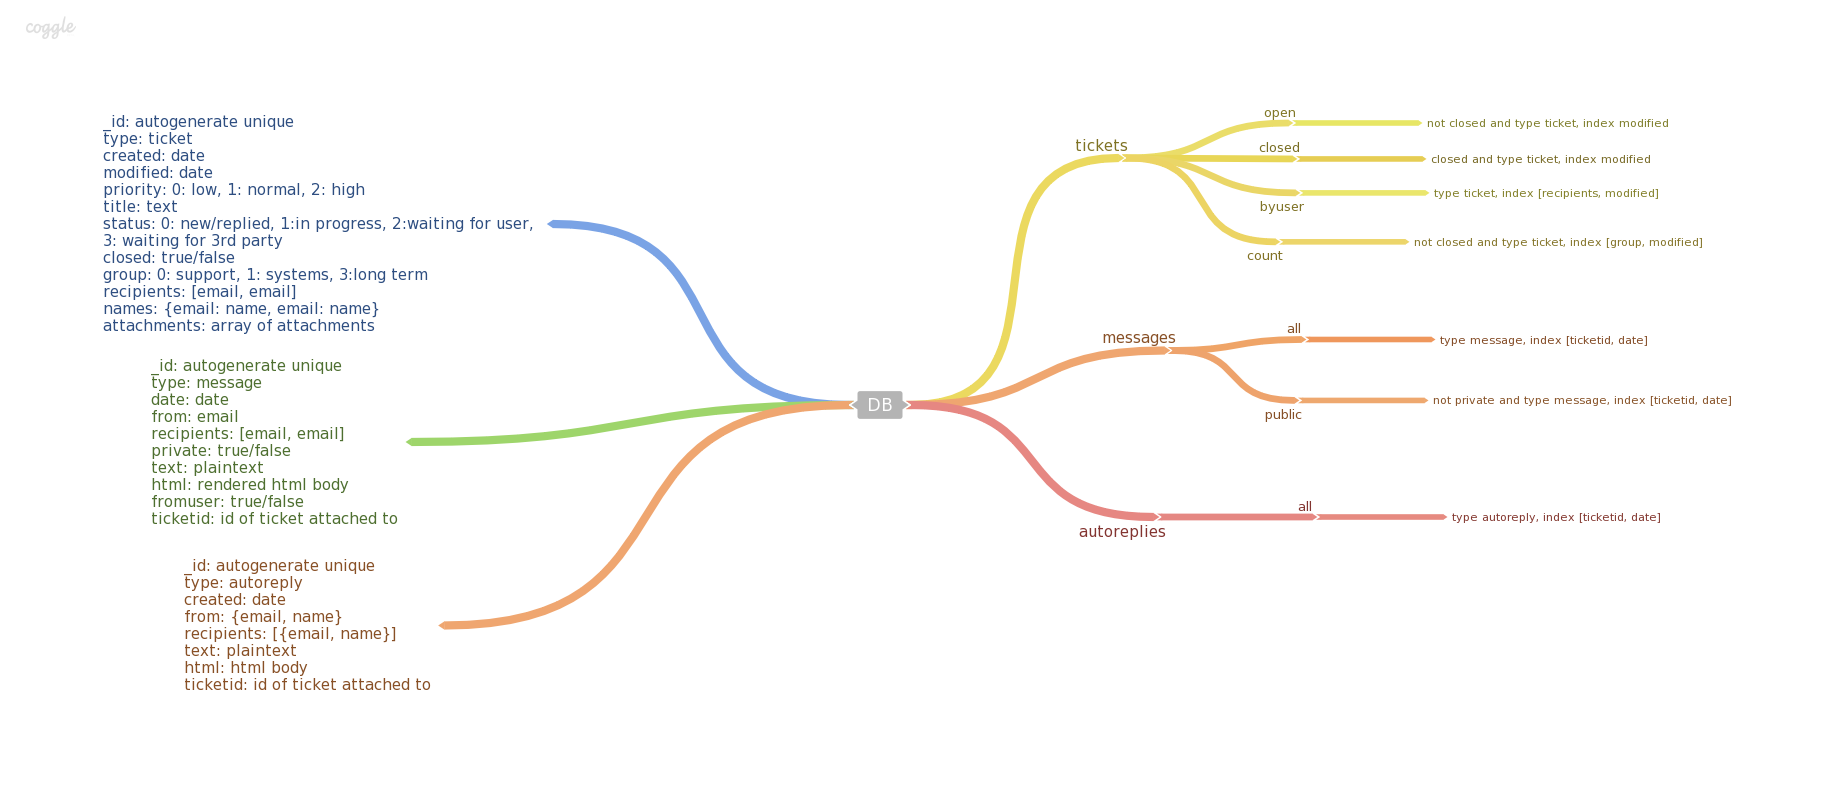 coggle
_id: autogenerate unique
type: ticket
created: date
modified: date
priority: 0: low, 1: normal, 2: high
title: text
status: 0: new/replied, 1:in progress, 2:waiting for user,
3: waiting for 3rd party
closed: true/false
group: 0: support, 1: systems, 3:long term
recipients: [email, email]
names: {email: name, email: name}
attachments: array of attachments
_id: autogenerate unique
type: message
date: date
from: email
recipients: [email, email]
private: true/false
text: plaintext
html: rendered html body
fromuser: true/false
ticketid: id of ticket attached to
_id: autogenerate unique
type: autoreply
created: date
from: {email, name}
recipients: [{email, name}]
text: plaintext
html: html body
ticketid: id of ticket attached to
DB
tickets
open
not closed and type ticket, index modified
closed
closed and type ticket, index modified
byuser
type ticket, index [recipients, modified]
count
not closed and type ticket, index [group, modified]
messages
all
type message, index [ticketid, date]
public
not private and type message, index [ticketid, date]
autoreplies
all
type autoreply, index [ticketid, date]